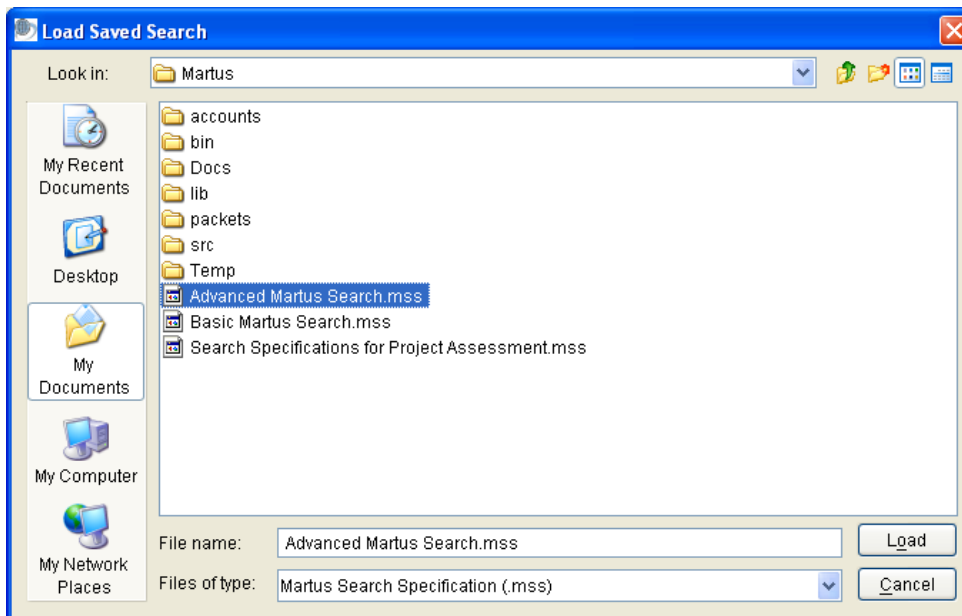 Load Saved Search
Look in:
Martus
My Recent
Documents
Desktop
My
Documents
My Computer
My Network
Places
accounts
bin
Docs
lib
packets
src
Temp
Advanced Martus Search.mss
Basic Martus Search.mss
Search Specifications for Project Assessment.mss
File name:
Advanced Martus Search.mss
Load
Files of type:
Martus Search Specification (.mss)
Cancel